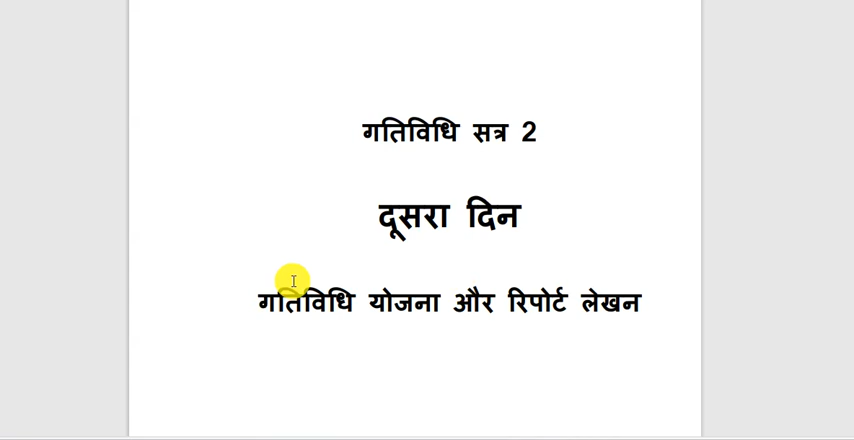 गतिविधि सत्र 2
दूसरा दिन
गतिविधि योजना और रिपोर्ट लेखन